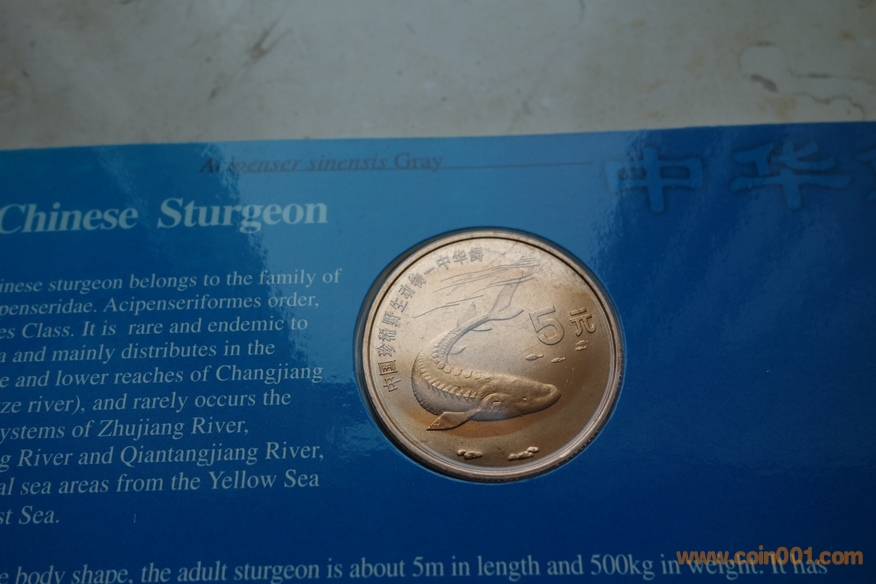 Acipenser sinensis Gray
中华
Chinese Sturgeon
inese sturgeon belongs to the family of
penseridae. Acipenseriformes order,
es Class. It is rare and endemic to
a and mainly distributes in the
e and lower reaches of Changjiang
ze river), and rarely occurs the
ystems of Zhujiang River,
g River and Qiantangjiang River,
al sea areas from the Yellow Sea
st Sea.
中国珍稀野生动物—中华鲟
5元
e body shape, the adult sturgeon is about 5m in length and 500kg in weight. It has
www.coin001.com